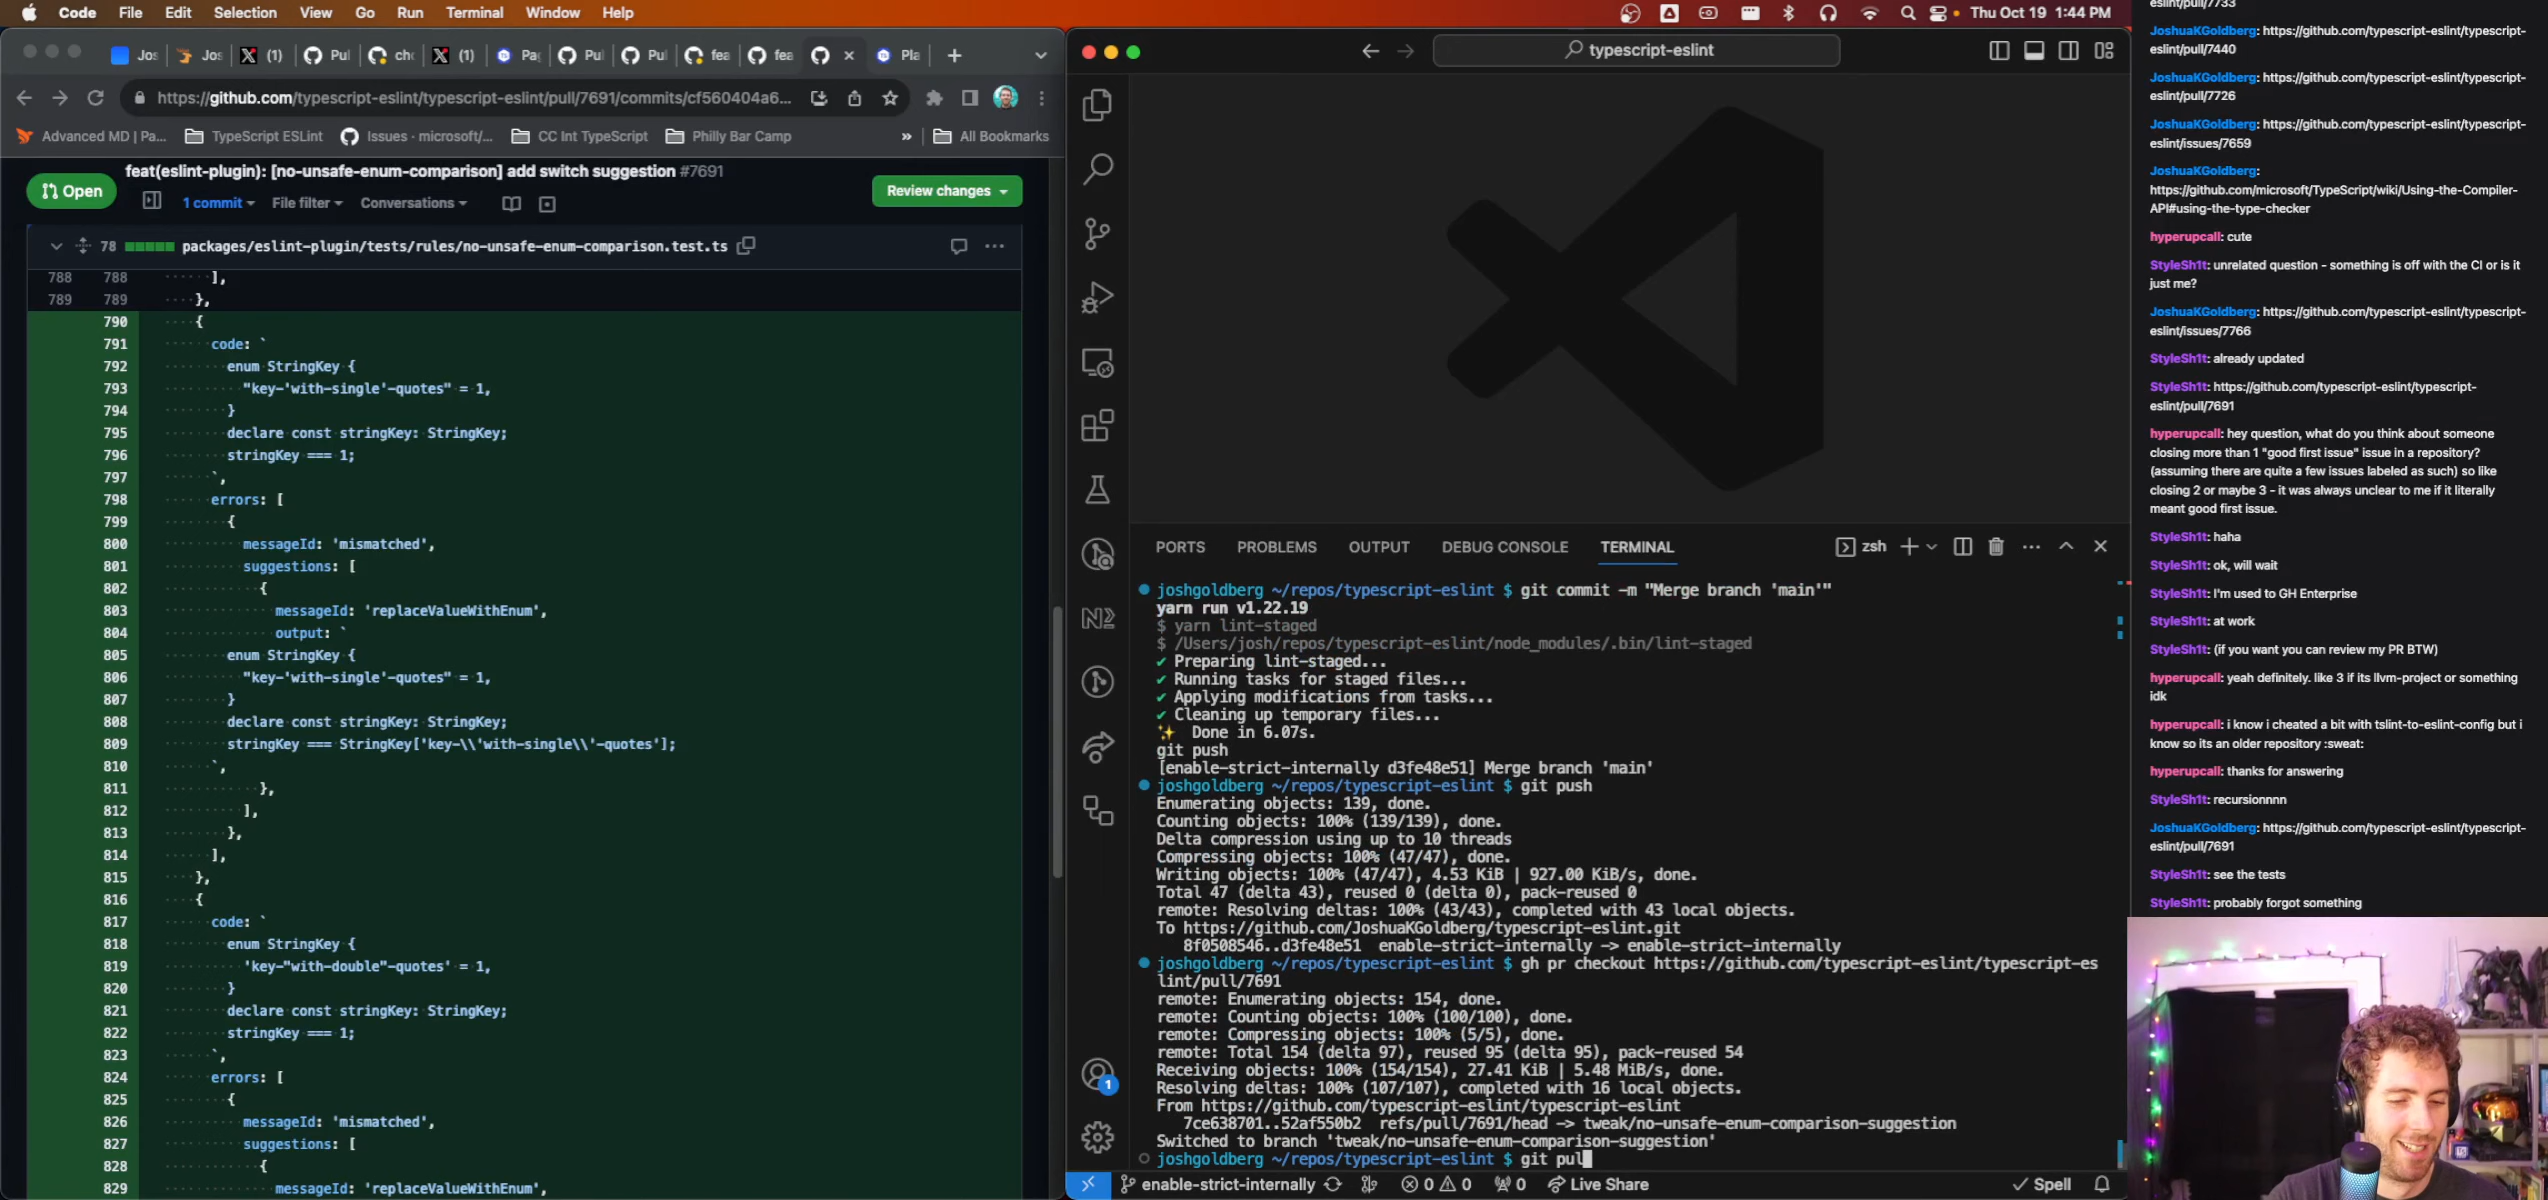 Code File Edit Selection View Go Run Terminal Window Help
Thu Oct 19 1:44 PM
Jos Jos (1) Pul cho (1) Pag Pul Pul fea fea Pla
https://github.com/typescript-eslint/typescript-eslint/pull/7691/commits/cf560404a6...
Advanced MD | Pa... TypeScript ESLint Issues · microsoft/... CC Int TypeScript Philly Bar Camp » All Bookmarks
feat(eslint-plugin): [no-unsafe-enum-comparison] add switch suggestion #7691
Open
1 commit File filter Conversations
Review changes
78 packages/eslint-plugin/tests/rules/no-unsafe-enum-comparison.test.ts
788 788 ],
789 789 },
790 {
791 code: `
792 enum StringKey {
793 "key-'with-single'-quotes" = 1,
794 }
795 declare const stringKey: StringKey;
796 stringKey === 1;
797 `,
798 errors: [
799 {
800 messageId: 'mismatched',
801 suggestions: [
802 {
803 messageId: 'replaceValueWithEnum',
804 output: `
805 enum StringKey {
806 "key-'with-single'-quotes" = 1,
807 }
808 declare const stringKey: StringKey;
809 stringKey === StringKey['key-\\'with-single\\'-quotes'];
810 `,
811 },
812 ],
813 },
814 ],
815 },
816 {
817 code: `
818 enum StringKey {
819 'key-"with-double"-quotes' = 1,
820 }
821 declare const stringKey: StringKey;
822 stringKey === 1;
823 `,
824 errors: [
825 {
826 messageId: 'mismatched',
827 suggestions: [
828 {
829 messageId: 'replaceValueWithEnum',
typescript-eslint
PORTS PROBLEMS OUTPUT DEBUG CONSOLE TERMINAL zsh
joshgoldberg ~/repos/typescript-eslint $ git commit -m "Merge branch 'main'"
yarn run v1.22.19
$ yarn lint-staged
$ /Users/josh/repos/typescript-eslint/node_modules/.bin/lint-staged
✔ Preparing lint-staged...
✔ Running tasks for staged files...
✔ Applying modifications from tasks...
✔ Cleaning up temporary files...
✨ Done in 6.07s.
git push
[enable-strict-internally d3fe48e51] Merge branch 'main'
joshgoldberg ~/repos/typescript-eslint $ git push
Enumerating objects: 139, done.
Counting objects: 100% (139/139), done.
Delta compression using up to 10 threads
Compressing objects: 100% (47/47), done.
Writing objects: 100% (47/47), 4.53 KiB | 927.00 KiB/s, done.
Total 47 (delta 43), reused 0 (delta 0), pack-reused 0
remote: Resolving deltas: 100% (43/43), completed with 43 local objects.
To https://github.com/JoshuaKGoldberg/typescript-eslint.git
8f0508546..d3fe48e51 enable-strict-internally -> enable-strict-internally
joshgoldberg ~/repos/typescript-eslint $ gh pr checkout https://github.com/typescript-eslint/typescript-es
lint/pull/7691
remote: Enumerating objects: 154, done.
remote: Counting objects: 100% (100/100), done.
remote: Compressing objects: 100% (5/5), done.
remote: Total 154 (delta 97), reused 95 (delta 95), pack-reused 54
Receiving objects: 100% (154/154), 27.41 KiB | 5.48 MiB/s, done.
Resolving deltas: 100% (107/107), completed with 16 local objects.
From https://github.com/typescript-eslint/typescript-eslint
7ce638701..52af550b2 refs/pull/7691/head -> tweak/no-unsafe-enum-comparison-suggestion
Switched to branch 'tweak/no-unsafe-enum-comparison-suggestion'
joshgoldberg ~/repos/typescript-eslint $ git pul
1
enable-strict-internally 0 0 0 Live Share Spell
eslint/pull/7733
JoshuaKGoldberg: https://github.com/typescript-eslint/typescript-
eslint/pull/7440
JoshuaKGoldberg: https://github.com/typescript-eslint/typescript-
eslint/pull/7726
JoshuaKGoldberg: https://github.com/typescript-eslint/typescript-
eslint/issues/7659
JoshuaKGoldberg:
https://github.com/microsoft/TypeScript/wiki/Using-the-Compiler-
API#using-the-type-checker
hyperupcall: cute
StyleSh1t: unrelated question - something is off with the CI or is it
just me?
JoshuaKGoldberg: https://github.com/typescript-eslint/typescript-
eslint/issues/7766
StyleSh1t: already updated
StyleSh1t: https://github.com/typescript-eslint/typescript-
eslint/pull/7691
hyperupcall: hey question, what do you think about someone
closing more than 1 "good first issue" issue in a repository?
(assuming there are quite a few issues labeled as such) so like
closing 2 or maybe 3 - it was always unclear to me if it literally
meant good first issue.
StyleSh1t: haha
StyleSh1t: ok, will wait
StyleSh1t: I'm used to GH Enterprise
StyleSh1t: at work
StyleSh1t: (if you want you can review my PR BTW)
hyperupcall: yeah definitely. like 3 if its llvm-project or something
idk
hyperupcall: i know i cheated a bit with tslint-to-eslint-config but i
know so its an older repository :sweat:
hyperupcall: thanks for answering
StyleSh1t: recursionnnn
JoshuaKGoldberg: https://github.com/typescript-eslint/typescript-
eslint/pull/7691
StyleSh1t: see the tests
StyleSh1t: probably forgot something